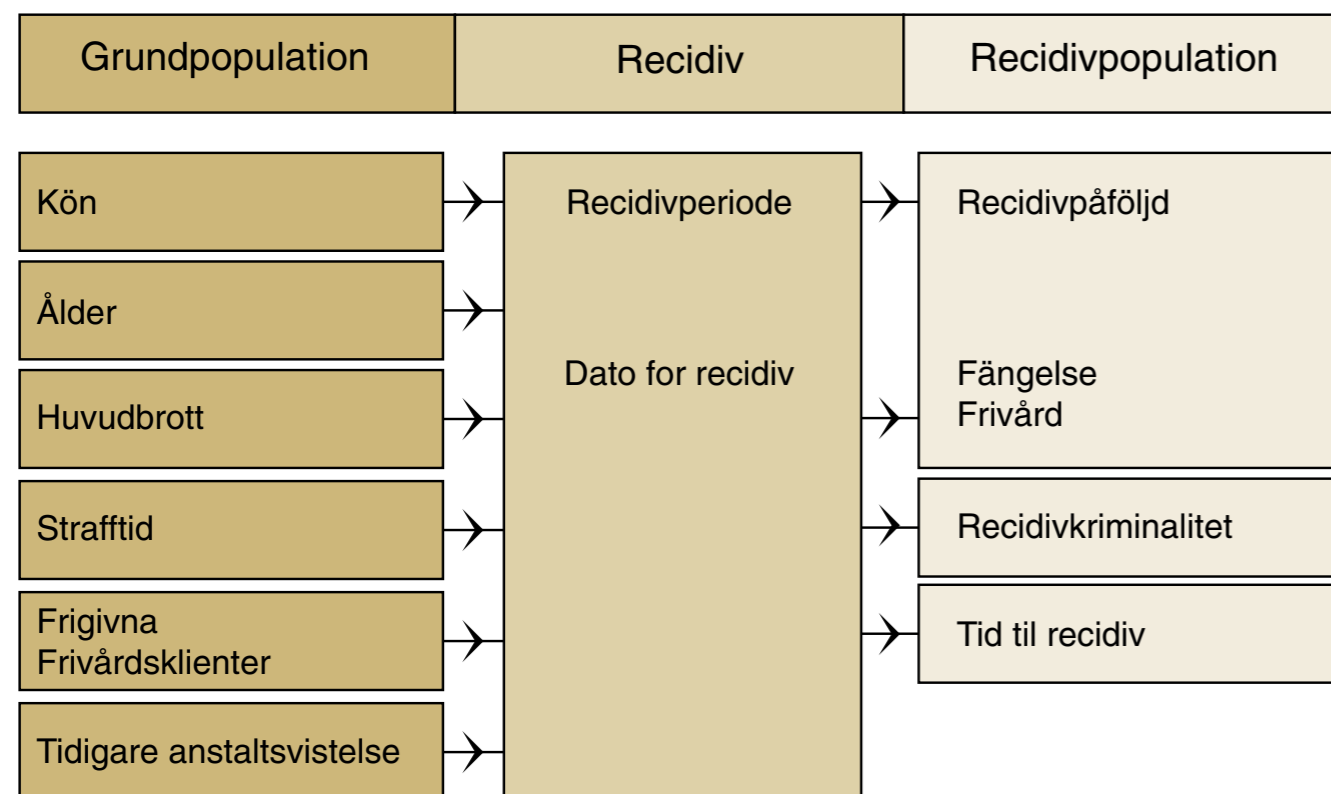 Grundpopulation
Recidiv
Recidivpopulation
Kön
Ålder
Huvudbrott
Strafftid
Frigivna
Frivårdsklienter
Tidigare anstaltsvistelse
Recidivperiode
Dato for recidiv
Recidivpåföljd
Fängelse
Frivård
Recidivkriminalitet
Tid til recidiv